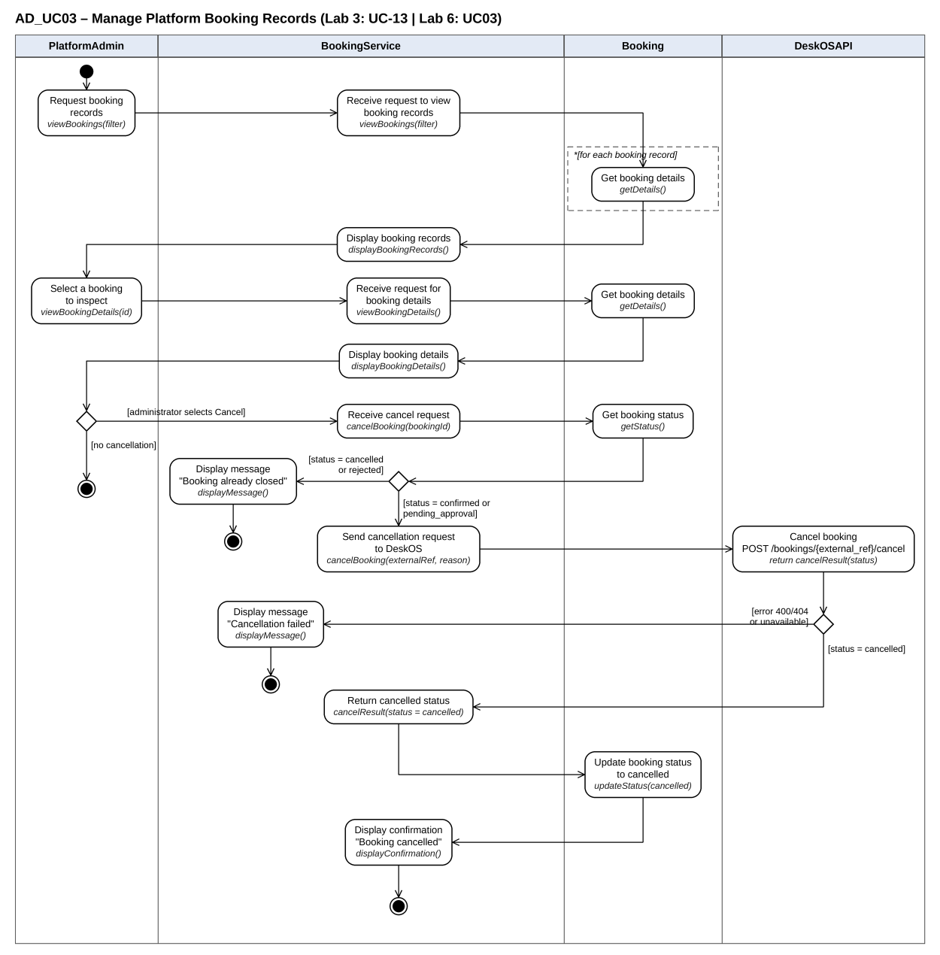 AD_UC03 – Manage Platform Booking Records (Lab 3: UC-13 | Lab 6: UC03)
PlatformAdmin
BookingService
Booking
DeskOSAPI
Request booking
records
viewBookings(filter)
Receive request to view
booking records
viewBookings(filter)
*[for each booking record]
Get booking details
getDetails()
Display booking records
displayBookingRecords()
Select a booking
to inspect
viewBookingDetails(id)
Receive request for
booking details
viewBookingDetails()
Get booking details
getDetails()
Display booking details
displayBookingDetails()
[administrator selects Cancel]
Receive cancel request
cancelBooking(bookingId)
Get booking status
getStatus()
[no cancellation]
Display message
"Booking already closed"
displayMessage()
[status = cancelled
or rejected]
[status = confirmed or
pending_approval]
Send cancellation request
to DeskOS
cancelBooking(externalRef, reason)
Cancel booking
POST /bookings/{external_ref}/cancel
return cancelResult(status)
Display message
"Cancellation failed"
displayMessage()
[error 400/404
or unavailable]
[status = cancelled]
Return cancelled status
cancelResult(status = cancelled)
Update booking status
to cancelled
updateStatus(cancelled)
Display confirmation
"Booking cancelled"
displayConfirmation()